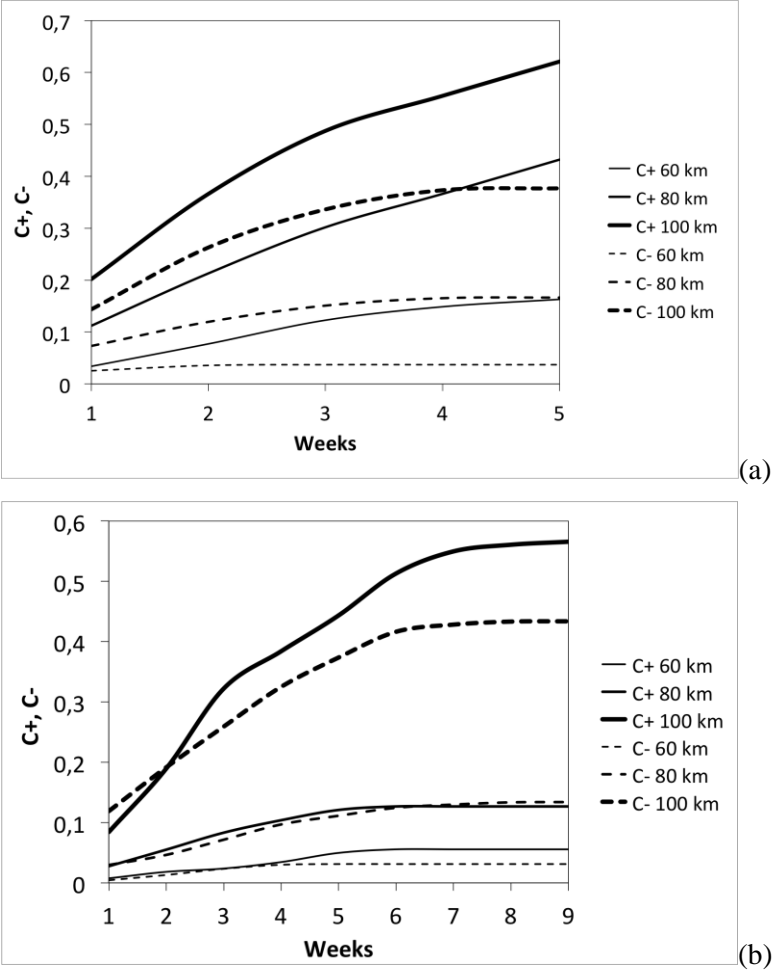 0,7
0,6
0,5
0,4
0,3
0,2
0,1
0
C+, C-
1 2 3 4 5
Weeks
C+ 60 km
C+ 80 km
C+ 100 km
C- 60 km
C- 80 km
C- 100 km
(a)
0,6
0,5
0,4
0,3
0,2
0,1
0
C+, C-
1 2 3 4 5 6 7 8 9
Weeks
C+ 60 km
C+ 80 km
C+ 100 km
C- 60 km
C- 80 km
C- 100 km
(b)